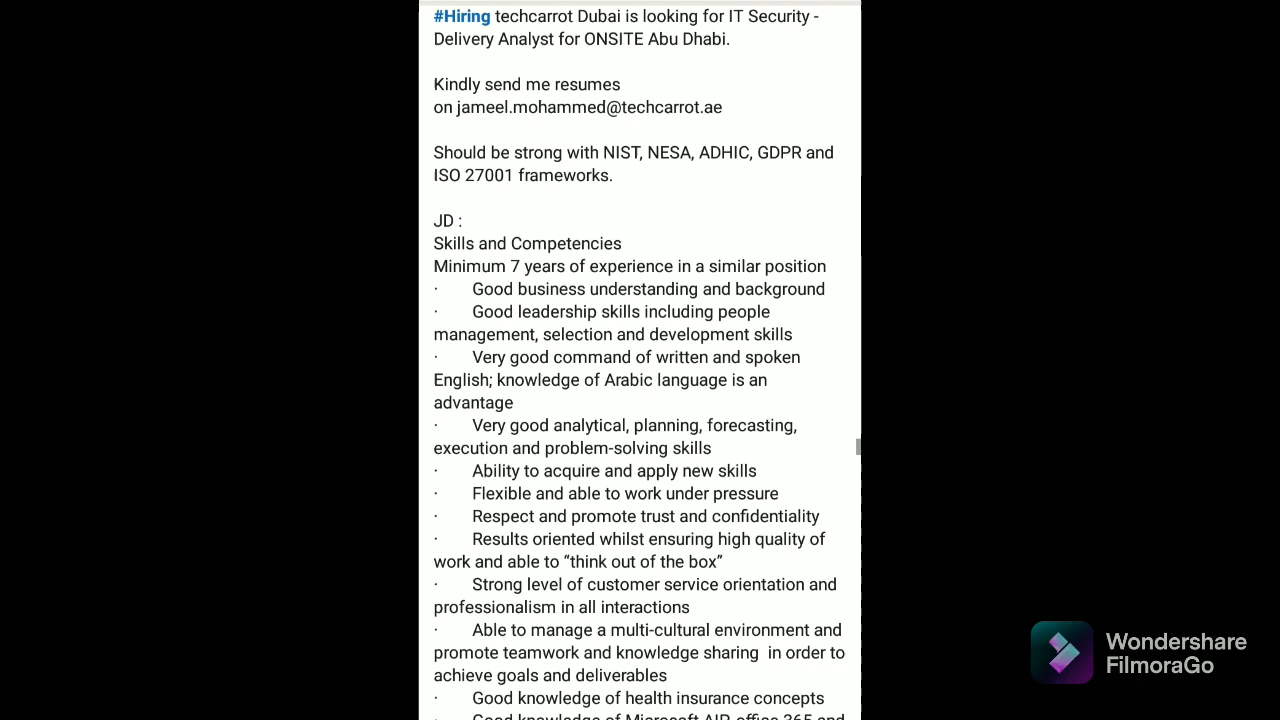 #Hiring techcarrot Dubai is looking for IT Security -
Delivery Analyst for ONSITE Abu Dhabi.
Kindly send me resumes
on jameel.mohammed@techcarrot.ae
Should be strong with NIST, NESA, ADHIC, GDPR and
ISO 27001 frameworks.
JD :
Skills and Competencies
Minimum 7 years of experience in a similar position
· Good business understanding and background
· Good leadership skills including people
management, selection and development skills
· Very good command of written and spoken
English; knowledge of Arabic language is an
advantage
· Very good analytical, planning, forecasting,
execution and problem-solving skills
· Ability to acquire and apply new skills
· Flexible and able to work under pressure
· Respect and promote trust and confidentiality
· Results oriented whilst ensuring high quality of
work and able to “think out of the box”
· Strong level of customer service orientation and
professionalism in all interactions
· Able to manage a multi-cultural environment and
promote teamwork and knowledge sharing  in order to
achieve goals and deliverables
· Good knowledge of health insurance concepts
· Good knowledge of Microsoft AIP, office 365 and
Wondershare
FilmoraGo